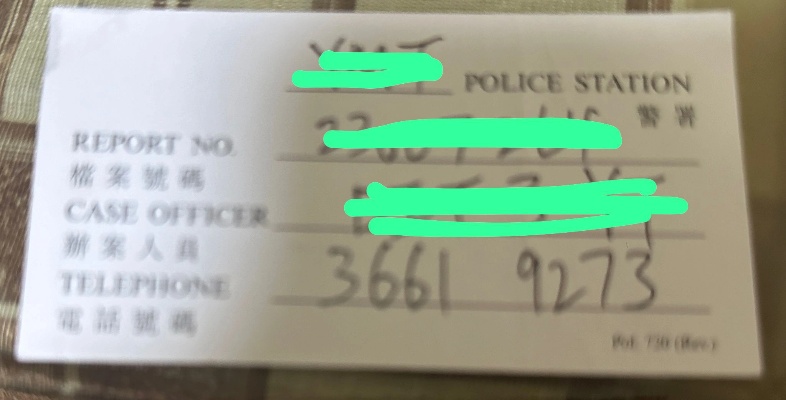 POLICE STATION
警署
REPORT NO.
檔案號碼
CASE OFFICER
辦案人員
TELEPHONE 3661 9273
電話號碼
Pol. 720 (Rev.)